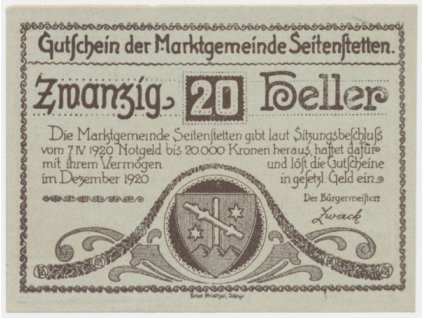 Gutschein der Marktgemeinde Seitenstetten.
Zwanzig 20 Heller
Die Marktgemeinde Seitenstetten gibt laut Sitzungsbeschluß
vom 7 IV 1920 Notgeld bis 20.000 Kronen heraus, haftet dafür
mit ihrem Vermögen und löst die Gutscheine
im Dezember 1920 in gesetzl Geld ein.
Der Bürgermeister: